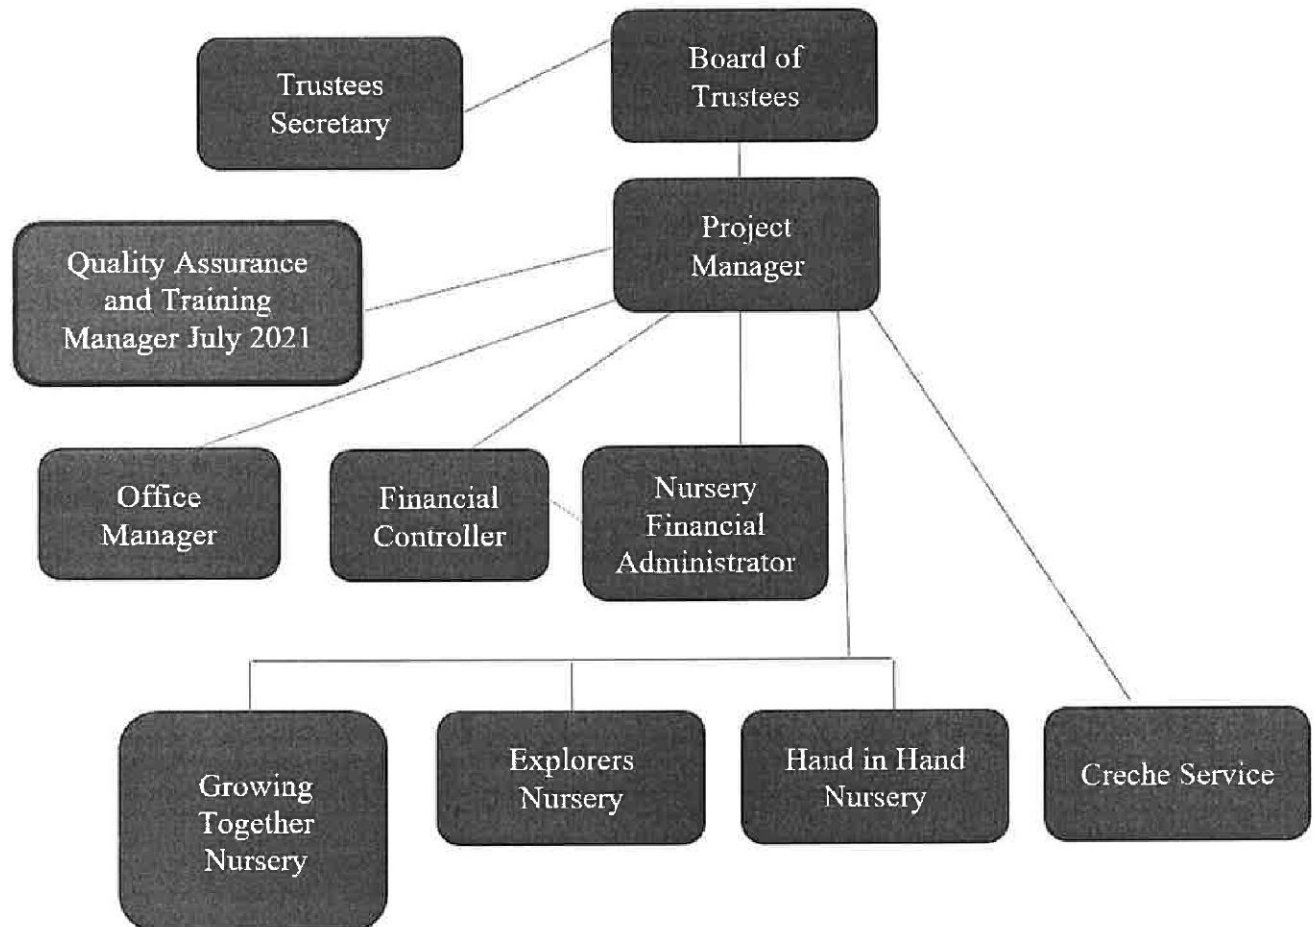 Trustees
Secretary
Board of
Trustees
Project
Manager
Quality Assurance
and Training
Manager July 2021
Office
Manager
Financial
Controller
Nursery
Financial
Administrator
Growing
Together
Nursery
Explorers
Nursery
Hand in Hand
Nursery
Creche Service